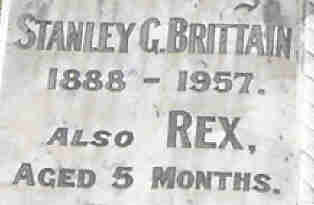 STANLEY G. BRITTAIN
1888 - 1957.
ALSO REX,
AGED 5 MONTHS.